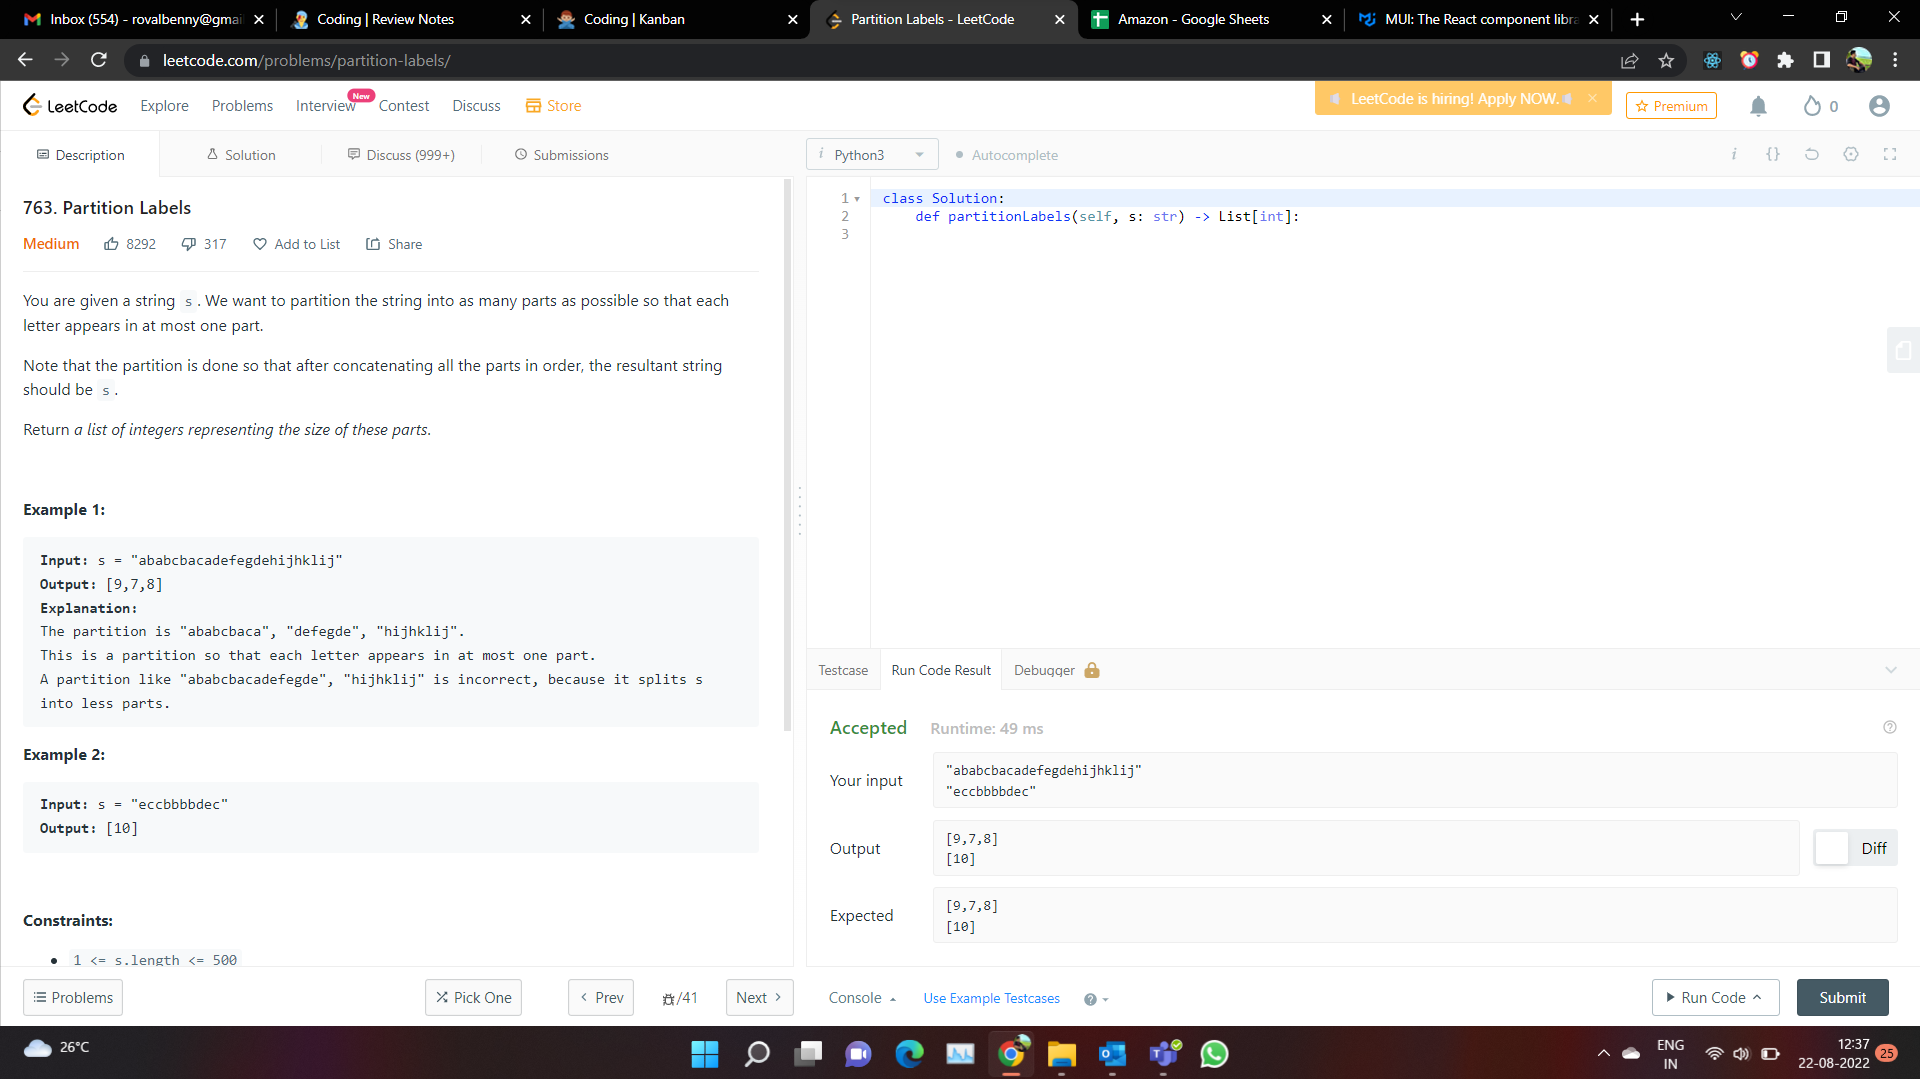 Inbox (554) - rovalbenny@gmai
Coding | Review Notes
Coding | Kanban
Partition Labels - LeetCode
Amazon - Google Sheets
MUI: The React component libra
leetcode.com/problems/partition-labels/
LeetCode
Explore
Problems
Interview
New
Contest
Discuss
Store
LeetCode is hiring! Apply NOW.
Premium
0
Description
Solution
Discuss (999+)
Submissions
i Python3
Autocomplete
i {}
763. Partition Labels
Medium
8292
317
Add to List
Share
You are given a string s. We want to partition the string into as many parts as possible so that each
letter appears in at most one part.
Note that the partition is done so that after concatenating all the parts in order, the resultant string
should be s.
Return a list of integers representing the size of these parts.
Example 1:
Input: s = "ababcbacadefegdehijhklij"
Output: [9,7,8]
Explanation:
The partition is "ababcbaca", "defegde", "hijhklij".
This is a partition so that each letter appears in at most one part.
A partition like "ababcbacadefegde", "hijhklij" is incorrect, because it splits s
into less parts.
Example 2:
Input: s = "eccbbbbdec"
Output: [10]
Constraints:
1 <= s.length <= 500
1 class Solution:
2 def partitionLabels(self, s: str) -> List[int]:
3
Testcase
Run Code Result
Debugger
Accepted
Runtime: 49 ms
Your input
"ababcbacadefegdehijhklij"
"eccbbbbdec"
Output
[9,7,8]
[10]
Diff
Expected
[9,7,8]
[10]
Problems
Pick One
Prev
/41
Next
Console
Use Example Testcases
Run Code
Submit
26°C
ENG
IN
12:37
22-08-2022
25